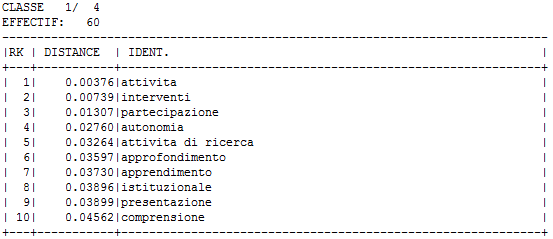 CLASSE   1/  4
EFFECTIF:   60
--------------------------------------------------------------------------------
|RK | DISTANCE  | IDENT.                                                        |
+---+-----------+---------------------------------------------------------------+
|  1|    0.00376|attivita                                                       |
|  2|    0.00739|interventi                                                     |
|  3|    0.01307|partecipazione                                                 |
|  4|    0.02760|autonomia                                                      |
|  5|    0.03264|attivita di ricerca                                            |
|  6|    0.03597|approfondimento                                                |
|  7|    0.03730|apprendimento                                                  |
|  8|    0.03896|istituzionale                                                  |
|  9|    0.03899|presentazione                                                  |
| 10|    0.04562|comprensione                                                   |
+---+-----------+---------------------------------------------------------------+